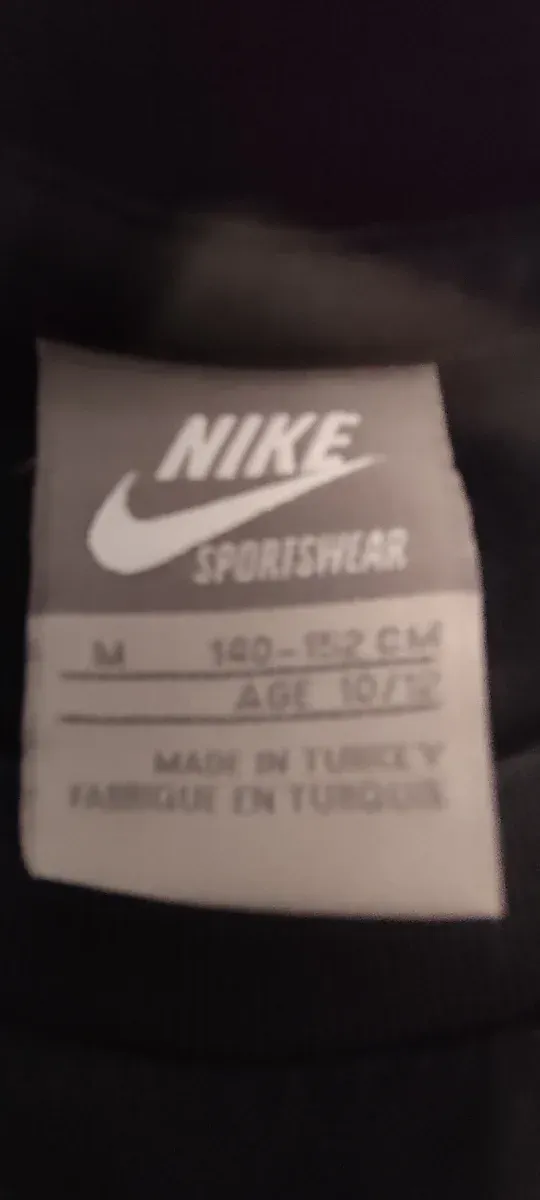 NIKE
SPORTSWEAR
M 140-152 CM
AGE 10/12
MADE IN TURKEY
FABRIQUE EN TURQUIE